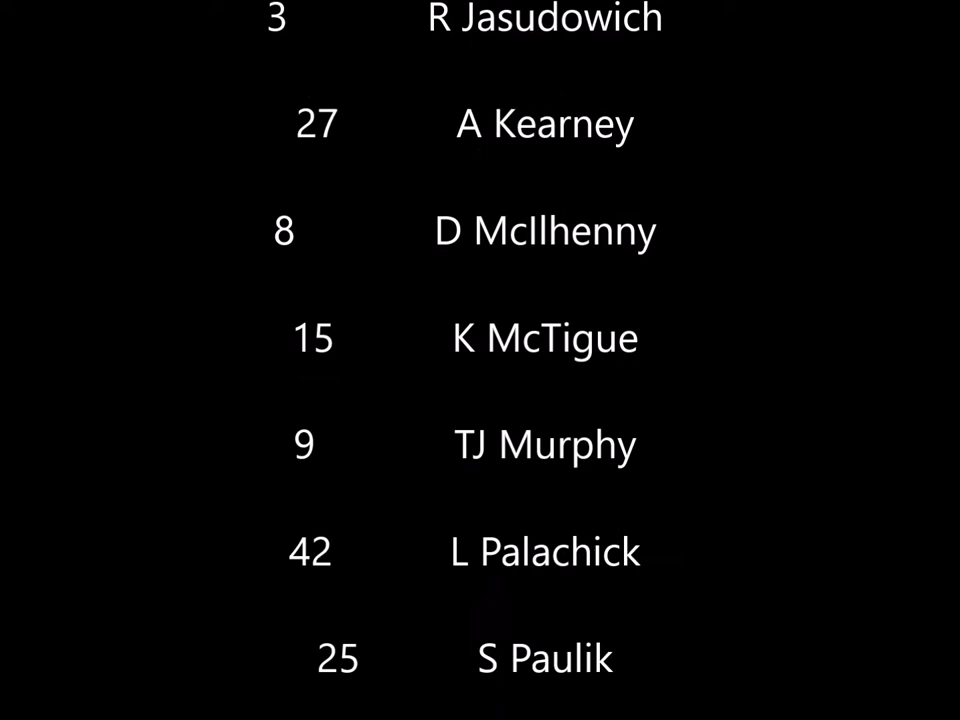 3 R Jasudowich
27 A Kearney
8 D McIlhenny
15 K McTigue
9 TJ Murphy
42 L Palachick
25 S Paulik